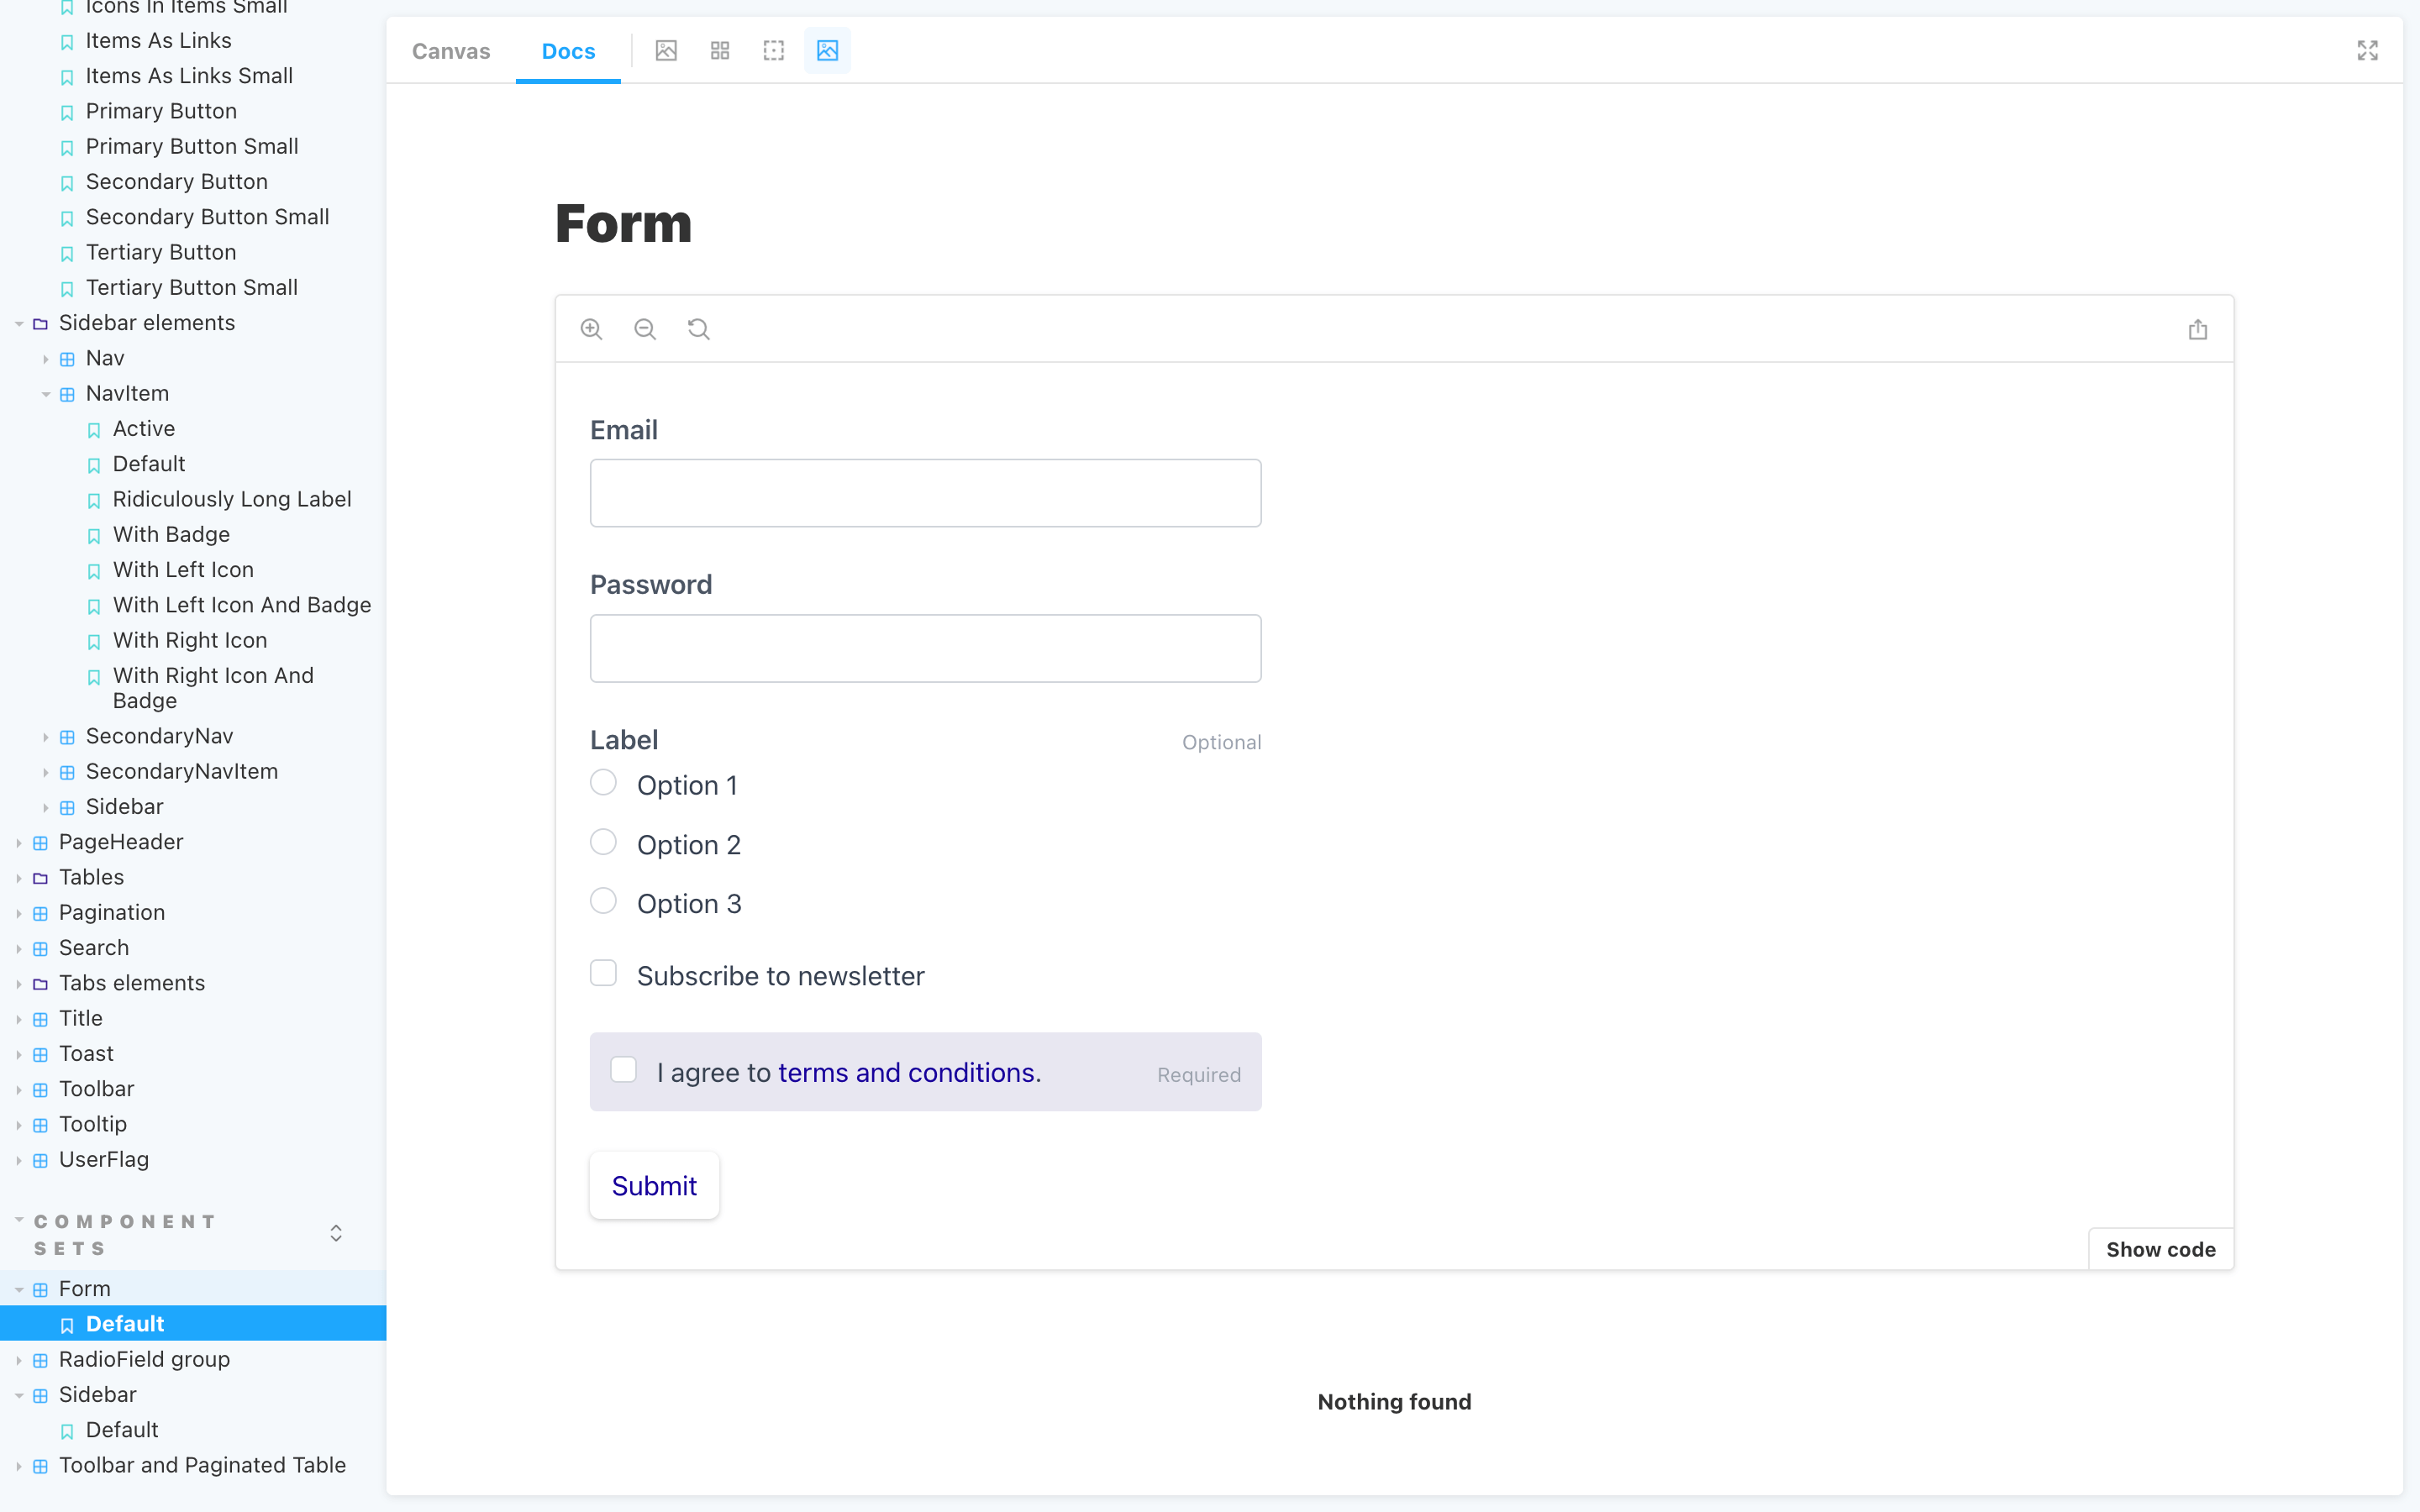 Icons In Items Small
Items As Links
Items As Links Small
Primary Button
Primary Button Small
Secondary Button
Secondary Button Small
Tertiary Button
Tertiary Button Small
Sidebar elements
Nav
NavItem
Active
Default
Ridiculously Long Label
With Badge
With Left Icon
With Left Icon And Badge
With Right Icon
With Right Icon And
Badge
SecondaryNav
SecondaryNavItem
Sidebar
PageHeader
Tables
Pagination
Search
Tabs elements
Title
Toast
Toolbar
Tooltip
UserFlag
COMPONENT
SETS
Form
Default
RadioField group
Sidebar
Default
Toolbar and Paginated Table
Canvas
Docs
Form
Email
Password
Label
Optional
Option 1
Option 2
Option 3
Subscribe to newsletter
I agree to terms and conditions.
Required
Submit
Show code
Nothing found